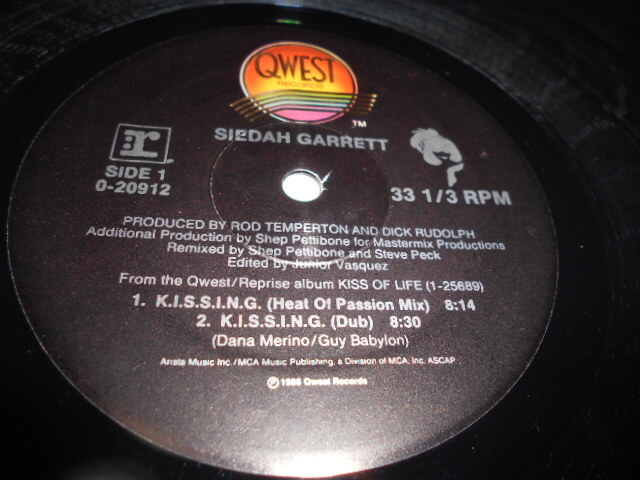 QWEST
RECORDS
TM
SIEDAH GARRETT
r
SIDE 1
0-20912
33 1/3 RPM
PRODUCED BY ROD TEMPERTON AND DICK RUDOLPH
Additional Production by Shep Pettibone for Mastermix Productions
Remixed by Shep Pettibone and Steve Peck
Edited by Junior Vasquez
From the Qwest/Reprise album KISS OF LIFE (1-25689)
1. K.I.S.S.I.N.G. (Heat Of Passion Mix) 8:14
2. K.I.S.S.I.N.G. (Dub) 8:30
(Dana Merino/Guy Babylon)
Arista Music Inc./MCA Music Publishing, a Division of MCA, Inc. ASCAP
℗ 1988 Qwest Records